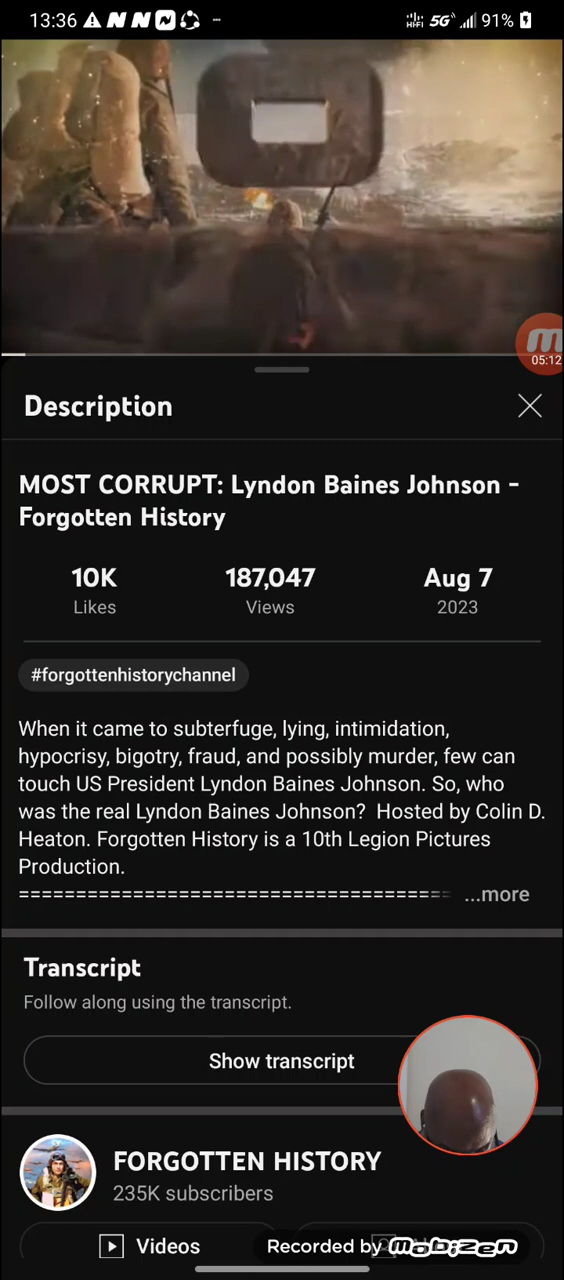 13:36
5G 91%
05:12
Description
MOST CORRUPT: Lyndon Baines Johnson -
Forgotten History
10K 187,047 Aug 7
Likes Views 2023
#forgottenhistorychannel
When it came to subterfuge, lying, intimidation,
hypocrisy, bigotry, fraud, and possibly murder, few can
touch US President Lyndon Baines Johnson. So, who
was the real Lyndon Baines Johnson? Hosted by Colin D.
Heaton. Forgotten History is a 10th Legion Pictures
Production.
====================================== ...more
Transcript
Follow along using the transcript.
Show transcript
FORGOTTEN HISTORY
235K subscribers
Videos
Recorded by mobizen